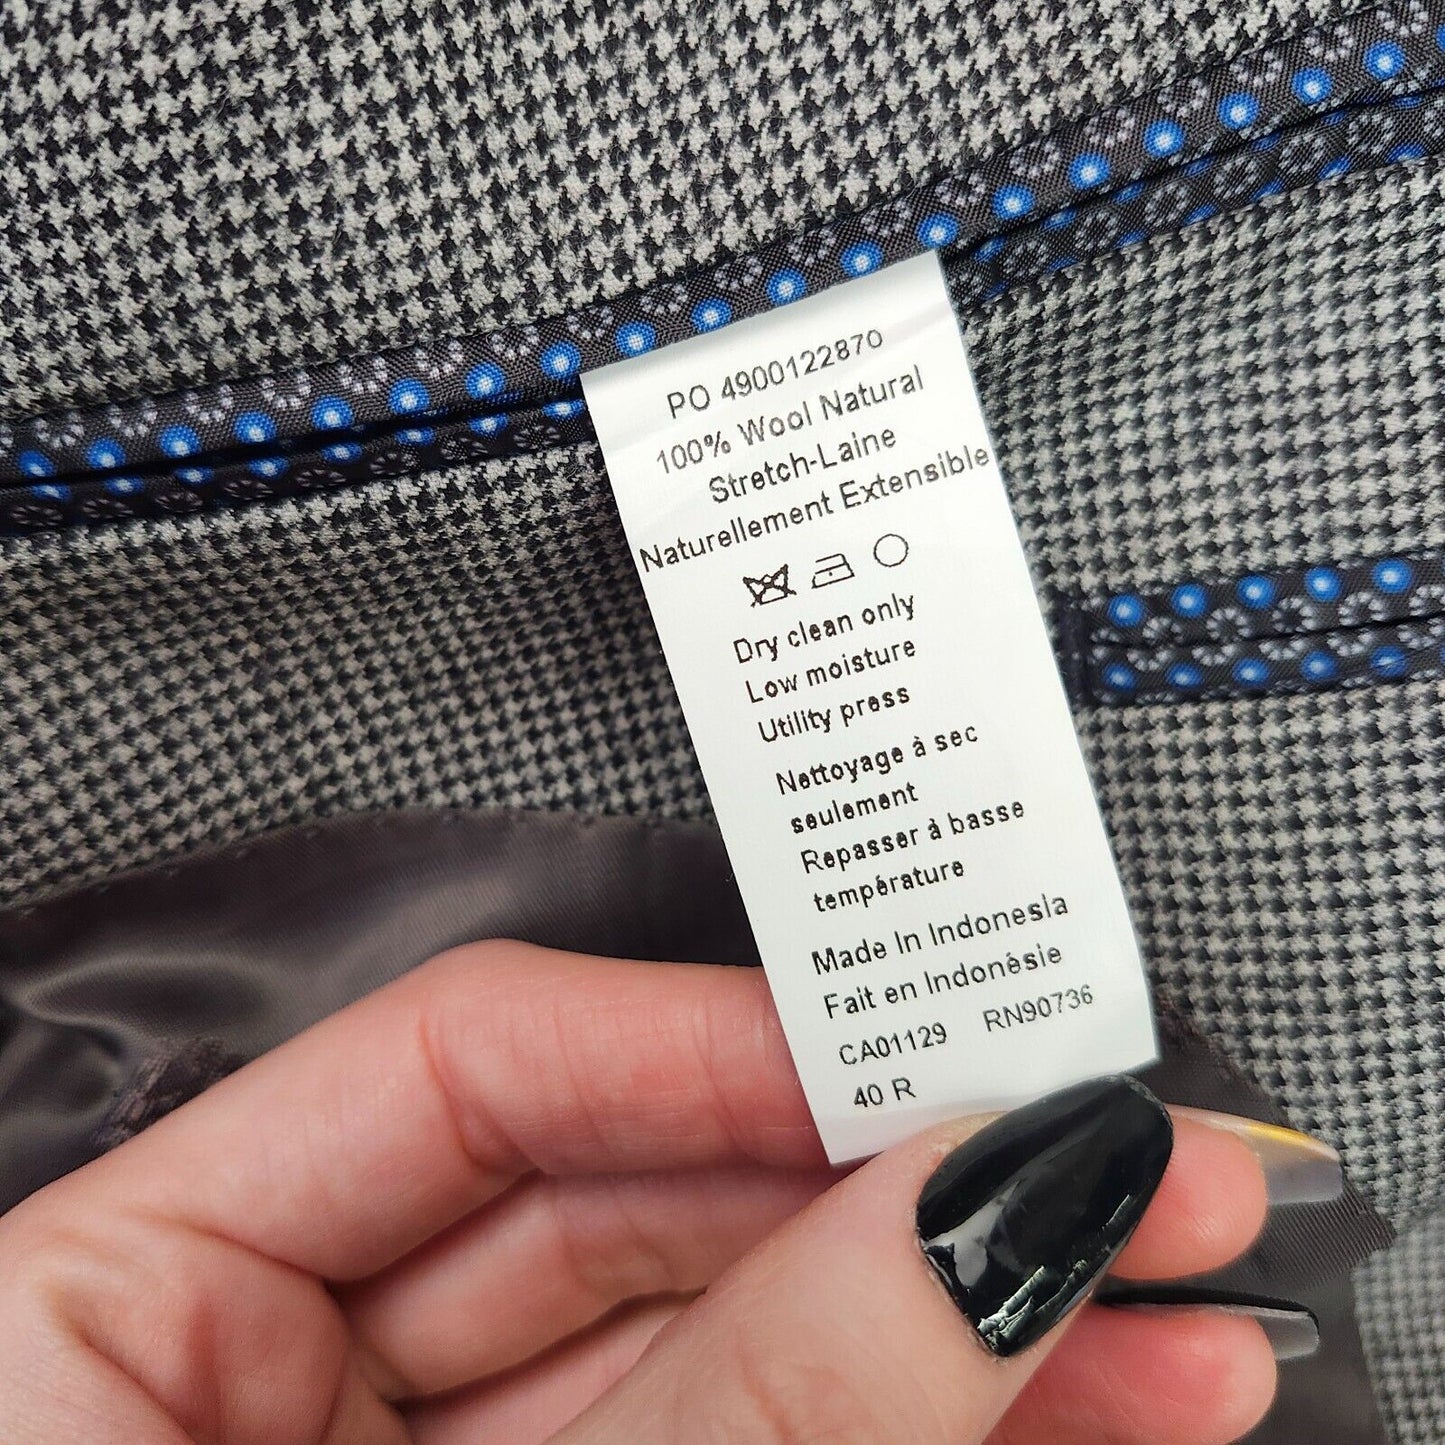 PO 4900122870
100% Wool Natural
Stretch-Laine
Naturellement Extensible
Dry clean only
Low moisture
Utility press
Nettoyage à sec
seulement
Repasser à basse
température
Made In Indonesia
Fait en Indonèsie
CA01129 RN90736
40 R